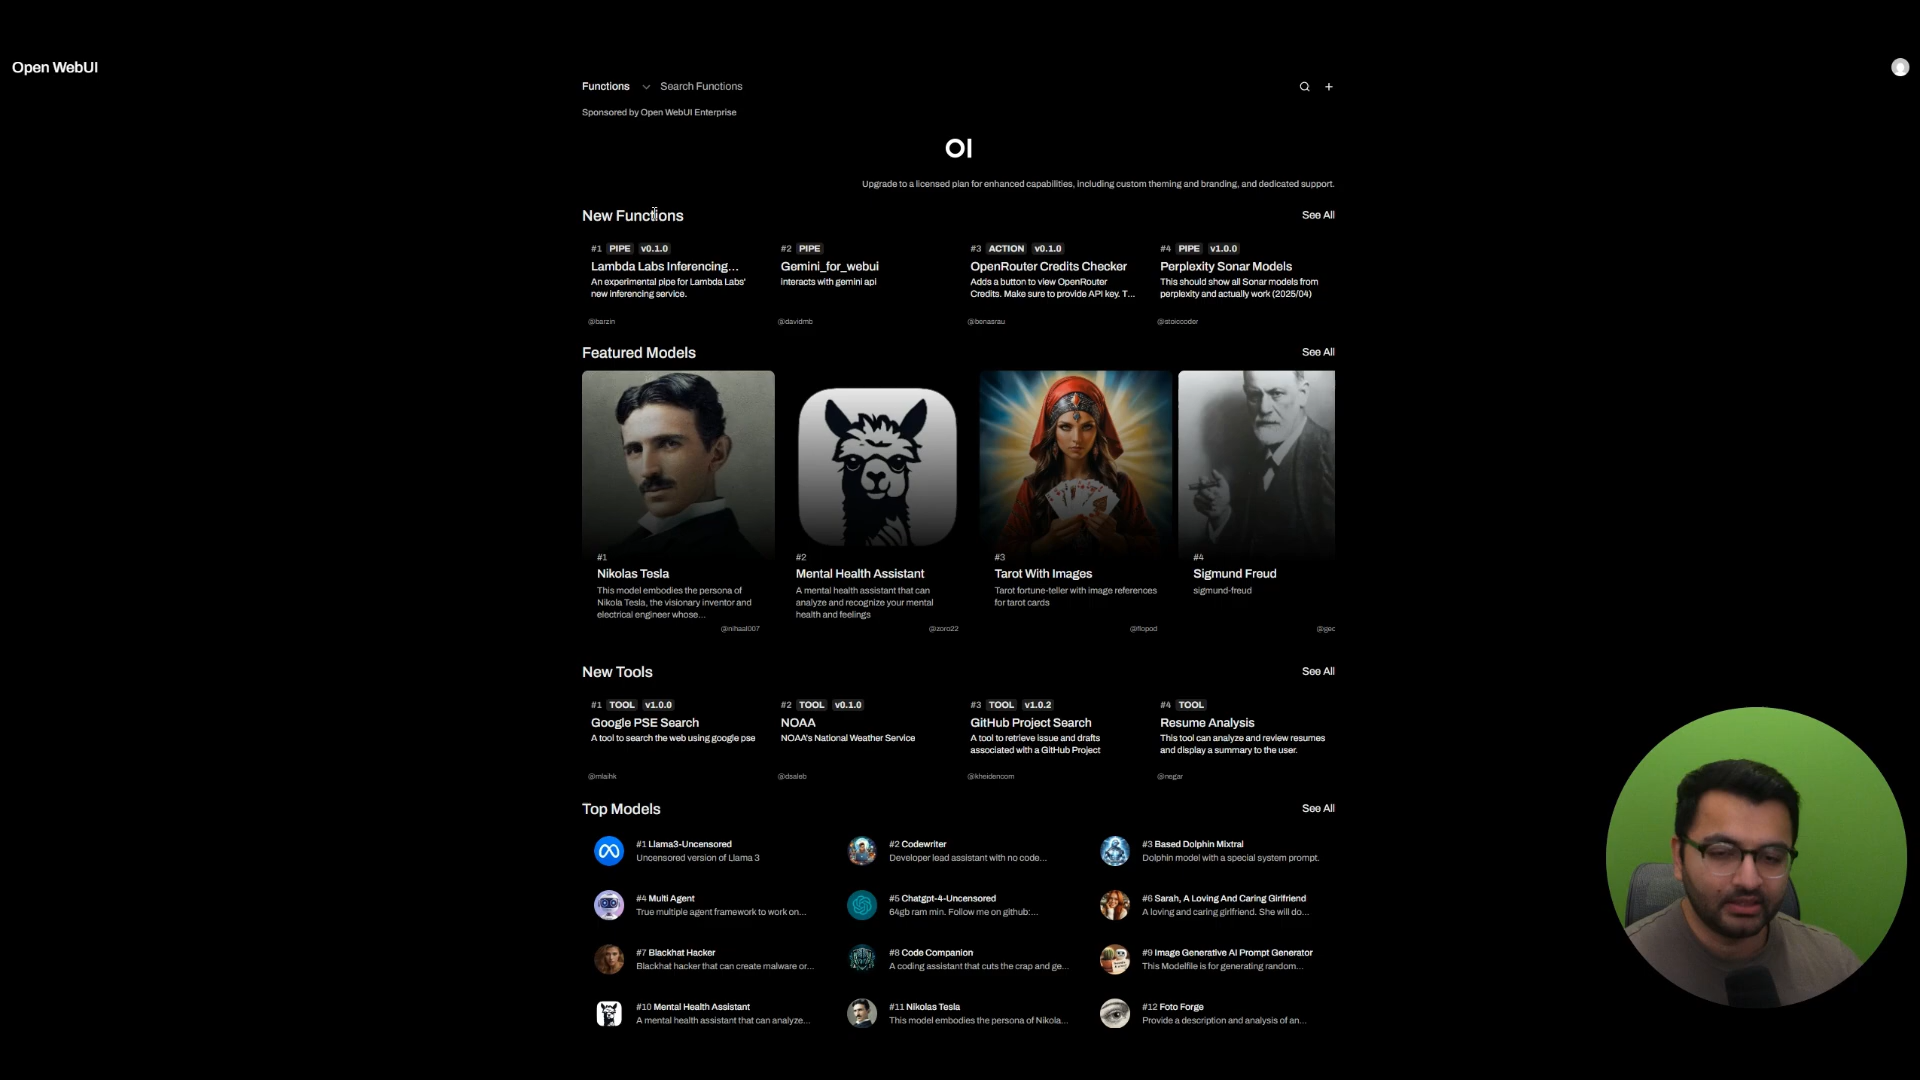 Open WebUI
Functions Search Functions
Sponsored by Open WebUI Enterprise
OI
Upgrade to a licensed plan for enhanced capabilities, including custom theming and branding, and dedicated support.
New Functions See All
#1 PIPE v0.1.0
Lambda Labs Inferencing...
An experimental pipe for Lambda Labs'
new inferencing service.
@barzin
#2 PIPE
Gemini_for_webui
interacts with gemini api
@davidmb
#3 ACTION v0.1.0
OpenRouter Credits Checker
Adds a button to view OpenRouter
Credits. Make sure to provide API key. T...
@benasrau
#4 PIPE v1.0.0
Perplexity Sonar Models
This should show all Sonar models from
perplexity and actually work (2025/04)
@stoiccoder
Featured Models See All
#1
Nikolas Tesla
This model embodies the persona of
Nikola Tesla, the visionary inventor and
electrical engineer whose...
@nihaal007
#2
Mental Health Assistant
A mental health assistant that can
analyze and recognize your mental
health and feelings
@zoro22
#3
Tarot With Images
Tarot fortune-teller with image references
for tarot cards
@flopod
#4
Sigmund Freud
sigmund-freud
@gec
New Tools See All
#1 TOOL v1.0.0
Google PSE Search
A tool to search the web using google pse
@mlaihk
#2 TOOL v0.1.0
NOAA
NOAA's National Weather Service
@dsaleb
#3 TOOL v1.0.2
GitHub Project Search
A tool to retrieve issue and drafts
associated with a GitHub Project
@kheidencom
#4 TOOL
Resume Analysis
This tool can analyze and review resumes
and display a summary to the user.
@negar
Top Models See All
#1 Llama3-Uncensored
Uncensored version of Llama 3
#2 Codewriter
Developer lead assistant with no code...
#3 Based Dolphin Mixtral
Dolphin model with a special system prompt.
#4 Multi Agent
True multiple agent framework to work on...
#5 Chatgpt-4-Uncensored
64gb ram min. Follow me on github:...
#6 Sarah, A Loving And Caring Girlfriend
A loving and caring girlfriend. She will do...
#7 Blackhat Hacker
Blackhat hacker that can create malware or...
#8 Code Companion
A coding assistant that cuts the crap and ge...
#9 Image Generative AI Prompt Generator
This Modelfile is for generating random...
#10 Mental Health Assistant
A mental health assistant that can analyze...
#11 Nikolas Tesla
This model embodies the persona of Nikola...
#12 Foto Forge
Provide a description and analysis of an...